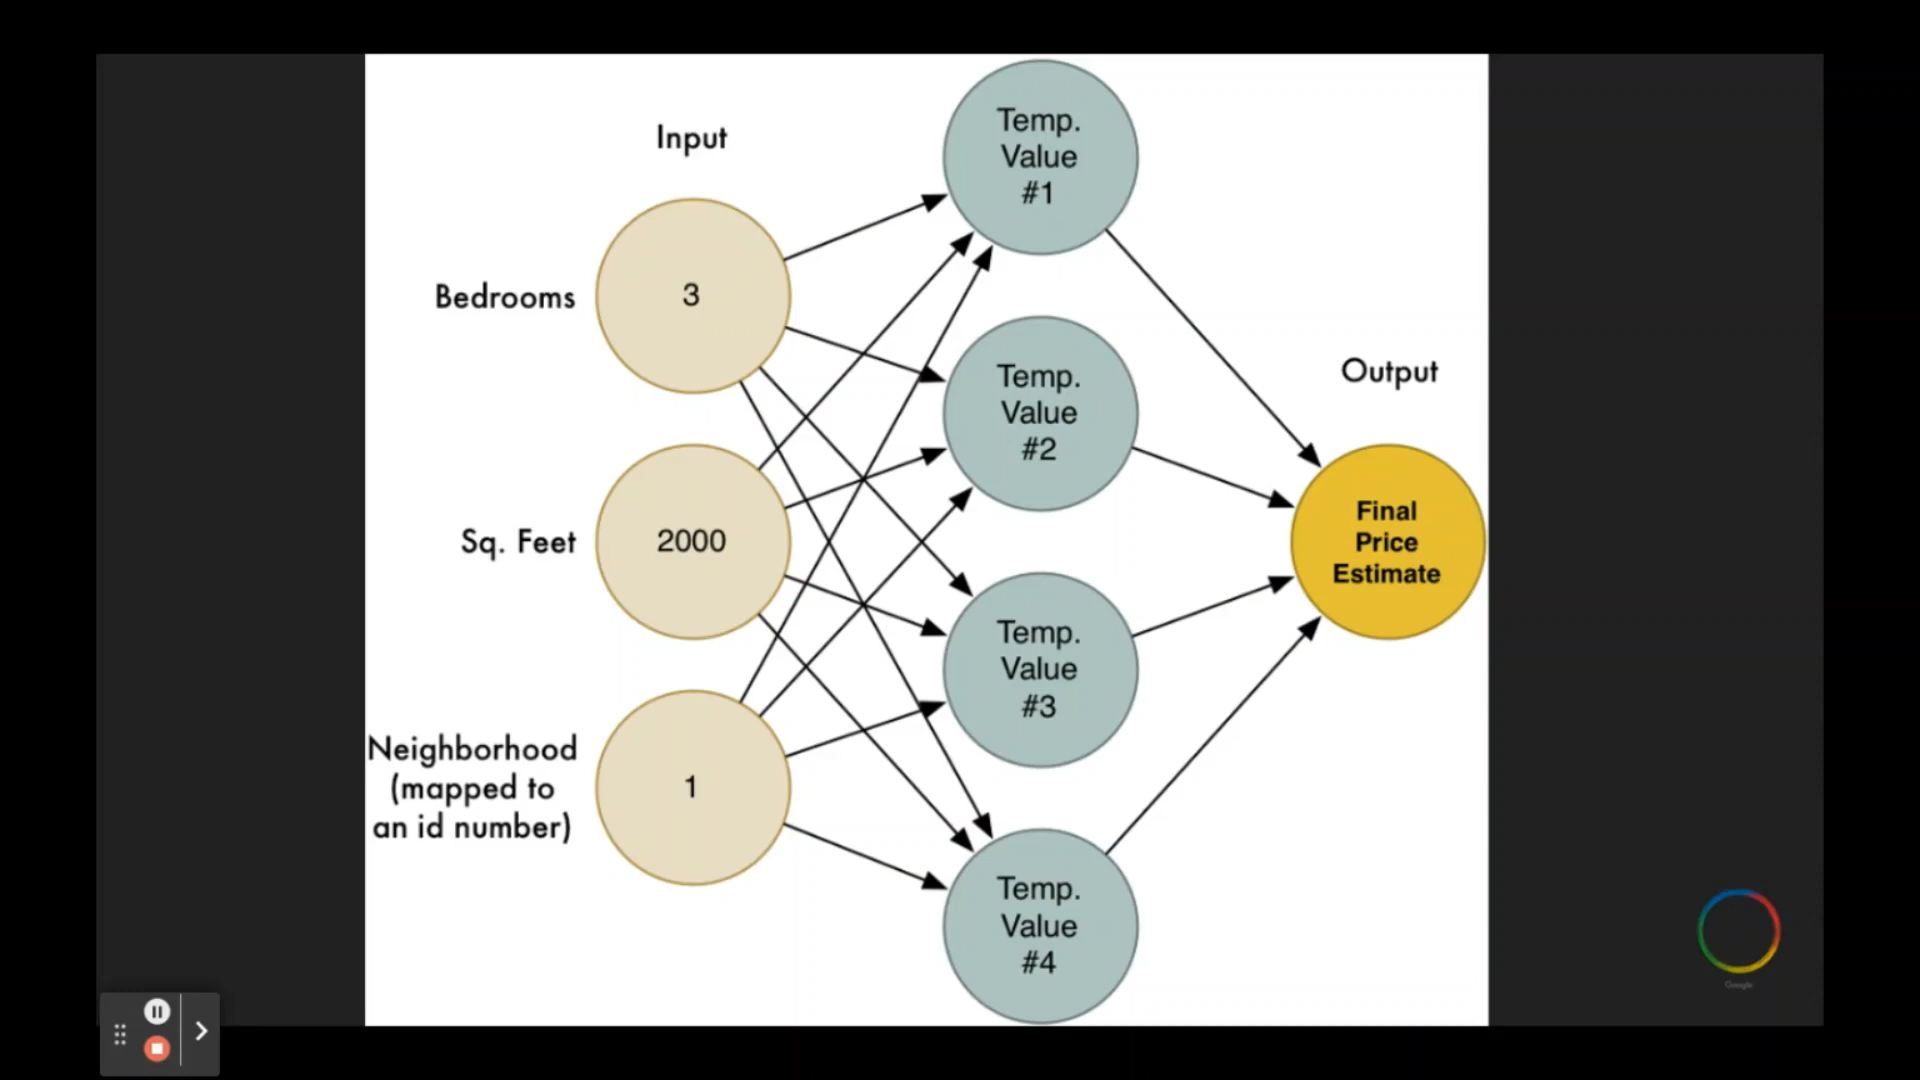 Input
Bedrooms
3
Sq. Feet
2000
Neighborhood
(mapped to
an id number)
1
Temp.
Value
#1
Temp.
Value
#2
Temp.
Value
#3
Temp.
Value
#4
Output
Final
Price
Estimate
Google